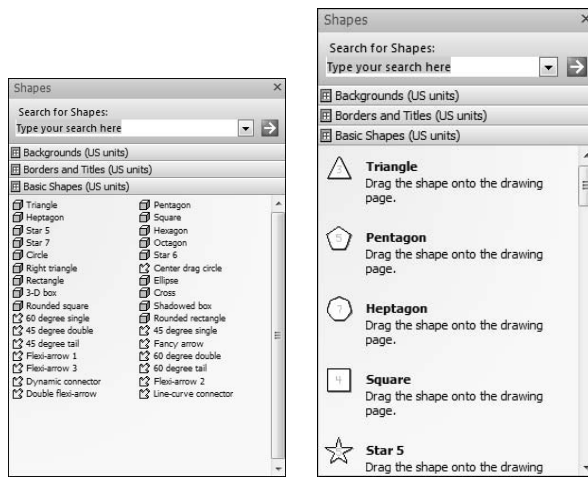 Shapes
Search for Shapes:
Type your search here
Backgrounds (US units)
Borders and Titles (US units)
Basic Shapes (US units)
Triangle Pentagon
Heptagon Square
Star 5 Hexagon
Star 7 Octagon
Circle Star 6
Right triangle Center drag circle
Rectangle Ellipse
3-D box Cross
Rounded square Shadowed box
60 degree single Rounded rectangle
45 degree double 45 degree single
45 degree tail Fancy arrow
Flexi-arrow 1 60 degree double
Flexi-arrow 3 60 degree tail
Dynamic connector Flexi-arrow 2
Double flexi-arrow Line-curve connector
Shapes
Search for Shapes:
Type your search here
Backgrounds (US units)
Borders and Titles (US units)
Basic Shapes (US units)
3 Triangle
Drag the shape onto the drawing
page.
5 Pentagon
Drag the shape onto the drawing
page.
7 Heptagon
Drag the shape onto the drawing
page.
4 Square
Drag the shape onto the drawing
page.
Star 5
Drag the shape onto the drawing